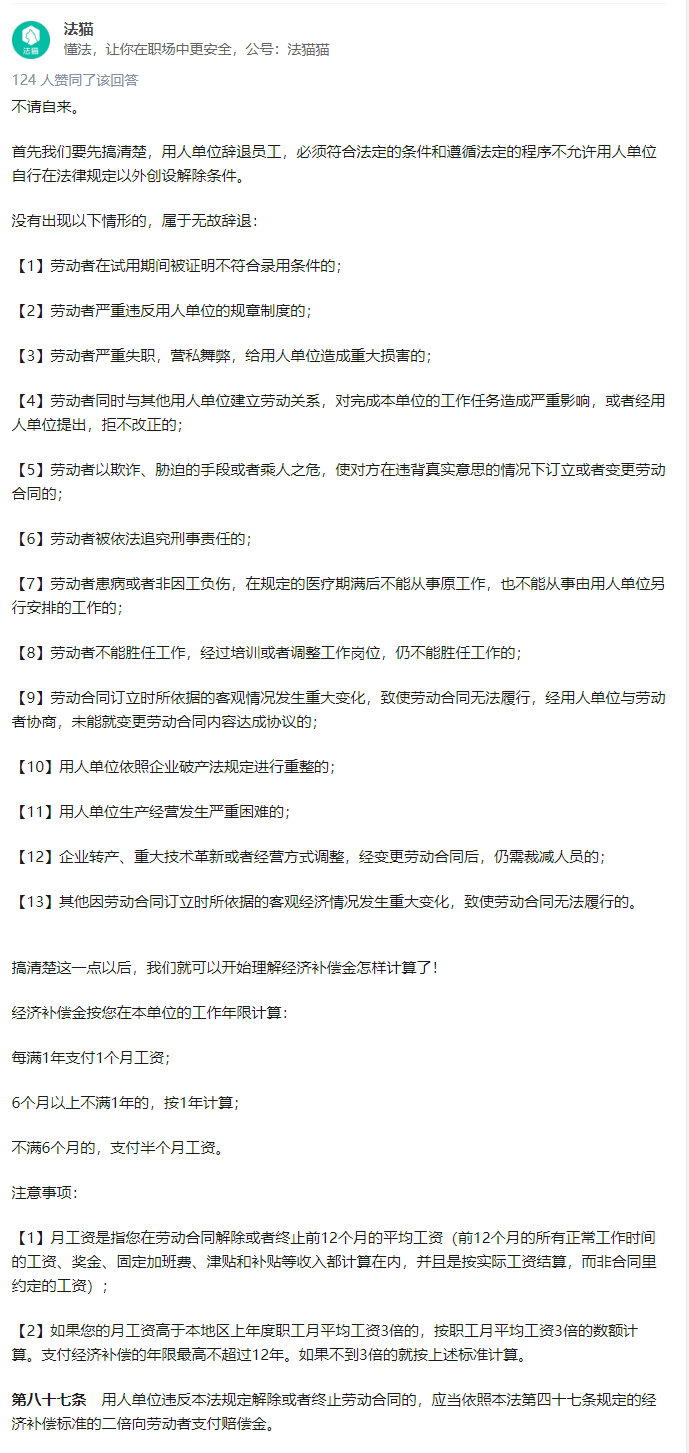 法猫
法猫
懂法，让你在职场中更安全，公号：法猫猫
124 人赞同了该回答
不请自来。
首先我们要先搞清楚，用人单位辞退员工，必须符合法定的条件和遵循法定的程序不允许用人单位
自行在法律规定以外创设解除条件。
没有出现以下情形的，属于无故辞退：
【1】劳动者在试用期间被证明不符合录用条件的；
【2】劳动者严重违反用人单位的规章制度的；
【3】劳动者严重失职，营私舞弊，给用人单位造成重大损害的；
【4】劳动者同时与其他用人单位建立劳动关系，对完成本单位的工作任务造成严重影响，或者经用
人单位提出，拒不改正的；
【5】劳动者以欺诈、胁迫的手段或者乘人之危，使对方在违背真实意思的情况下订立或者变更劳动
合同的；
【6】劳动者被依法追究刑事责任的；
【7】劳动者患病或者非因工负伤，在规定的医疗期满后不能从事原工作，也不能从事由用人单位另
行安排的工作的；
【8】劳动者不能胜任工作，经过培训或者调整工作岗位，仍不能胜任工作的；
【9】劳动合同订立时所依据的客观情况发生重大变化，致使劳动合同无法履行，经用人单位与劳动
者协商，未能就变更劳动合同内容达成协议的；
【10】用人单位依照企业破产法规定进行重整的；
【11】用人单位生产经营发生严重困难的；
【12】企业转产、重大技术革新或者经营方式调整，经变更劳动合同后，仍需裁减人员的；
【13】其他因劳动合同订立时所依据的客观经济情况发生重大变化，致使劳动合同无法履行的。
搞清楚这一点以后，我们就可以开始理解经济补偿金怎样计算了！
经济补偿金按您在本单位的工作年限计算：
每满1年支付1个月工资；
6个月以上不满1年的，按1年计算；
不满6个月的，支付半个月工资。
注意事项：
【1】月工资是指您在劳动合同解除或者终止前12个月的平均工资（前12个月的所有正常工作时间
的工资、奖金、固定加班费、津贴和补贴等收入都计算在内，并且是按实际工资结算，而非合同里
约定的工资）；
【2】如果您的月工资高于本地区上年度职工月平均工资3倍的，按职工月平均工资3倍的数额计
算。支付经济补偿的年限最高不超过12年。如果不到3倍的就按上述标准计算。
第八十七条　用人单位违反本法规定解除或者终止劳动合同的，应当依照本法第四十七条规定的经
济补偿标准的二倍向劳动者支付赔偿金。